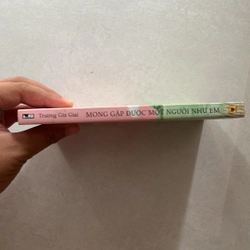 Trương Gia Giai MONG GẶP ĐƯỢC MỘT NGƯỜI NHƯ EM